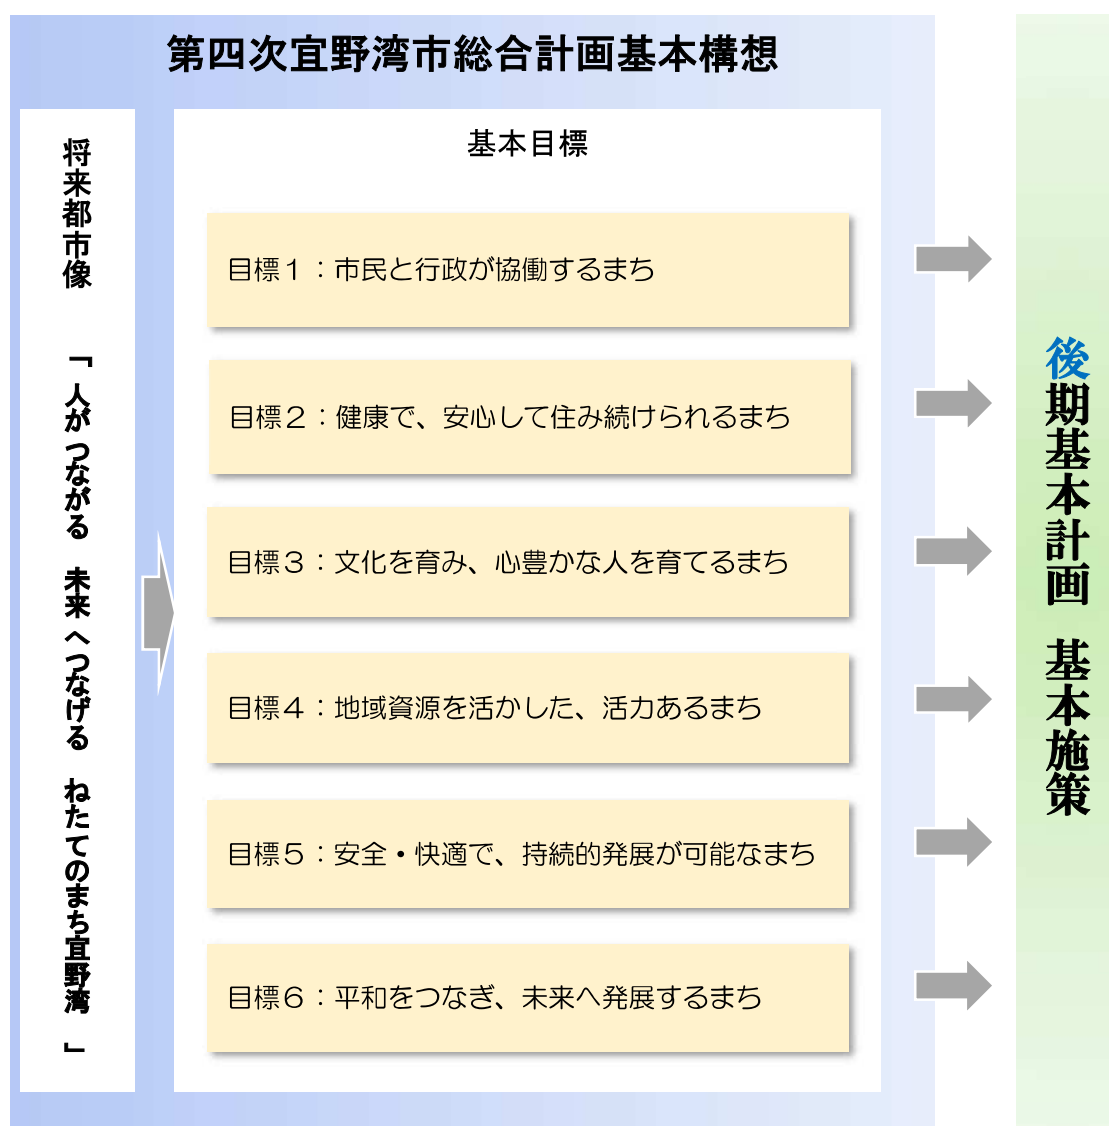 第四次宜野湾市総合計画基本構想
将来都市像 「人がつながる 未来へつなげる ねたてのまち宜野湾 」
基本目標
目標１：市民と行政が協働するまち
目標２：健康で、安心して住み続けられるまち
目標３：文化を育み、心豊かな人を育てるまち
目標４：地域資源を活かした、活力あるまち
目標５：安全・快適で、持続的発展が可能なまち
目標６：平和をつなぎ、未来へ発展するまち
後期基本計画 基本施策